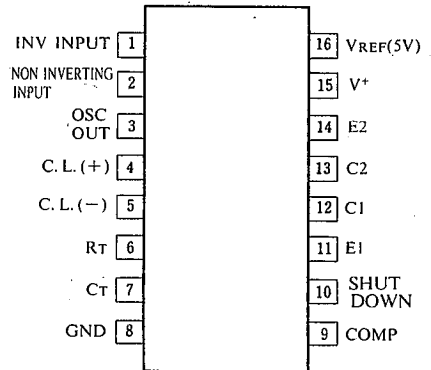 INV INPUT 1
NON INVERTING
INPUT 2
OSC
OUT 3
C. L. (+) 4
C. L. (−) 5
RT 6
CT 7
GND 8
16 VREF(5V)
15 V+
14 E2
13 C2
12 C1
11 E1
10 SHUT
DOWN
9 COMP